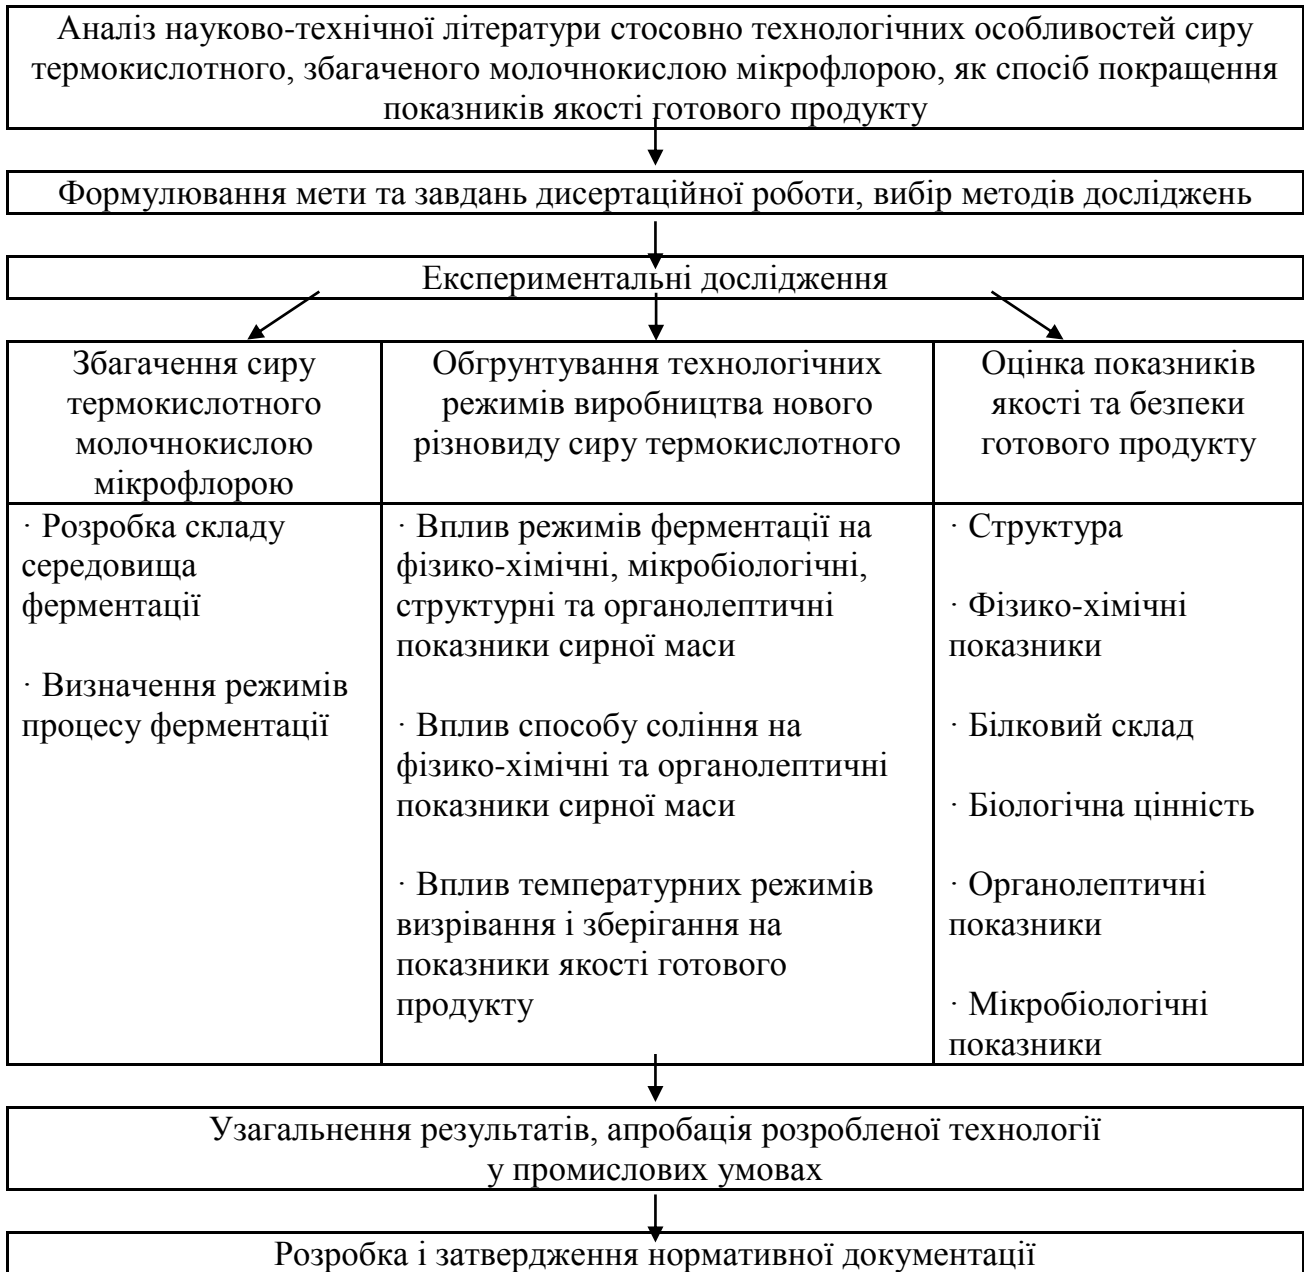 Аналіз науково-технічної літератури стосовно технологічних особливостей сиру
термокислотного, збагаченого молочнокислою мікрофлорою, як спосіб покращення
показників якості готового продукту
Формулювання мети та завдань дисертаційної роботи, вибір методів досліджень
Експериментальні дослідження
Збагачення сиру
термокислотного
молочнокислою
мікрофлорою
Обгрунтування технологічних
режимів виробництва нового
різновиду сиру термокислотного
Оцінка показників
якості та безпеки
готового продукту
· Розробка складу
середовища
ферментації
· Визначення режимів
процесу ферментації
· Вплив режимів ферментації на
фізико-хімічні, мікробіологічні,
структурні та органолептичні
показники сирної маси
· Вплив способу соління на
фізико-хімічні та органолептичні
показники сирної маси
· Вплив температурних режимів
визрівання і зберігання на
показники якості готового
продукту
· Структура
· Фізико-хімічні
показники
· Білковий склад
· Біологічна цінність
· Органолептичні
показники
· Мікробіологічні
показники
Узагальнення результатів, апробація розробленої технології
у промислових умовах
Розробка і затвердження нормативної документації